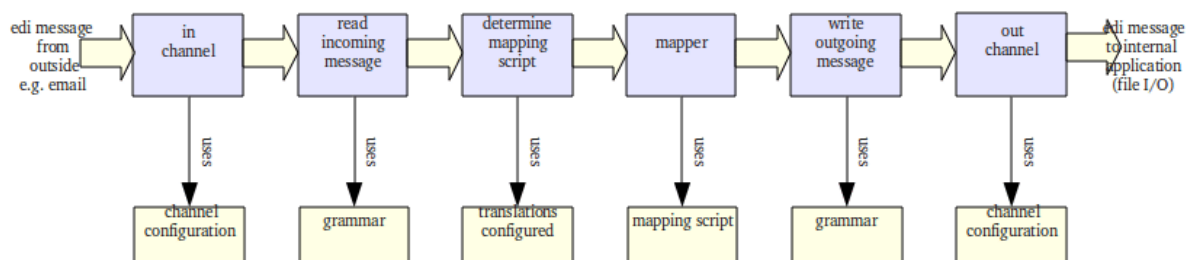 edi message
from
outside
e.g. email
in
channel
read
incoming
message
determine
mapping
script
mapper
write
outgoing
message
out
channel
edi message
to internal
application
(file I/O)
uses
uses
uses
uses
uses
uses
channel
configuration
grammar
translations
configured
mapping script
grammar
channel
configuration